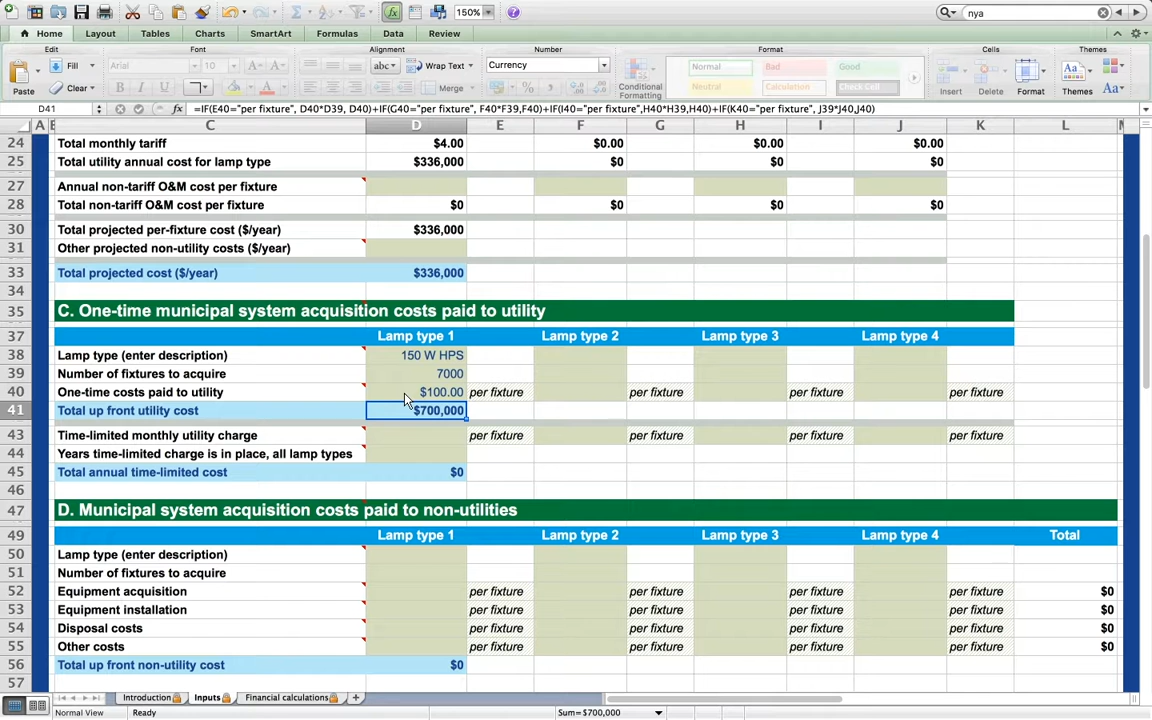 150%
nya
Home Layout Tables Charts SmartArt Formulas Data Review
Edit Font Alignment Number Format Cells Themes
Fill Arial 10 A A abc Wrap Text Currency Normal Bad Good
Paste Clear B I U Merge % Conditional Formatting Neutral Calculation Check Cell Insert Delete Format Themes Aa
D41 fx =IF(E40="per fixture", D40*D39, D40)+IF(G40="per fixture", F40*F39,F40)+IF(I40="per fixture",H40*H39,H40)+IF(K40="per fixture", J39*J40,J40)
A C D E F G H I J K L
24 Total monthly tariff $4.00 $0.00 $0.00 $0.00
25 Total utility annual cost for lamp type $336,000 $0 $0 $0
27 Annual non-tariff O&M cost per fixture
28 Total non-tariff O&M cost per fixture $0 $0 $0 $0
30 Total projected per-fixture cost ($/year) $336,000
31 Other projected non-utility costs ($/year)
33 Total projected cost ($/year) $336,000
34
35 C. One-time municipal system acquisition costs paid to utility
37 Lamp type 1 Lamp type 2 Lamp type 3 Lamp type 4
38 Lamp type (enter description) 150 W HPS
39 Number of fixtures to acquire 7000
40 One-time costs paid to utility $100.00 per fixture per fixture per fixture per fixture
41 Total up front utility cost $700,000
43 Time-limited monthly utility charge per fixture per fixture per fixture per fixture
44 Years time-limited charge is in place, all lamp types
45 Total annual time-limited cost $0
46
47 D. Municipal system acquisition costs paid to non-utilities
49 Lamp type 1 Lamp type 2 Lamp type 3 Lamp type 4 Total
50 Lamp type (enter description)
51 Number of fixtures to acquire
52 Equipment acquisition per fixture per fixture per fixture per fixture $0
53 Equipment installation per fixture per fixture per fixture per fixture $0
54 Disposal costs per fixture per fixture per fixture per fixture $0
55 Other costs per fixture per fixture per fixture per fixture $0
56 Total up front non-utility cost $0
57
Introduction Inputs Financial calculations
Normal View Ready Sum=$700,000